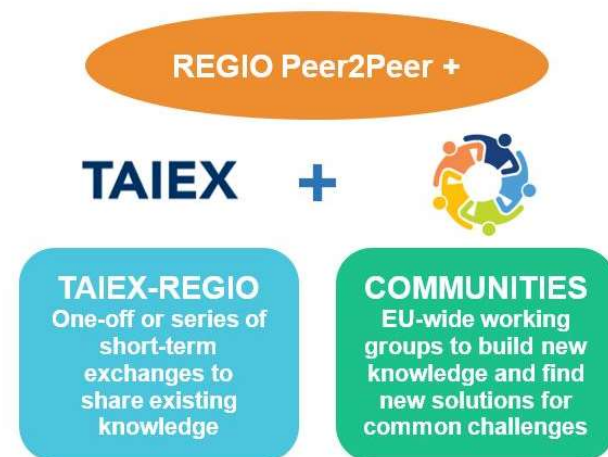 REGIO Peer2Peer +
TAIEX +
TAIEX-REGIO
One-off or series of
short-term
exchanges to
share existing
knowledge
COMMUNITIES
EU-wide working
groups to build new
knowledge and find
new solutions for
common challenges